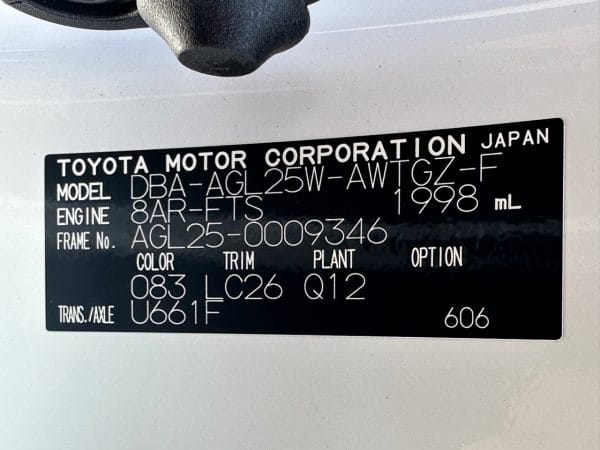 TOYOTA MOTOR CORPORATION JAPAN
MODEL DBA-AGL25W-AWTGZ-F
ENGINE 8AR-FTS 1998 mL
FRAME No. AGL25-0009346
COLOR TRIM PLANT OPTION
083 LC26 Q12
TRANS./AXLE U661F 606